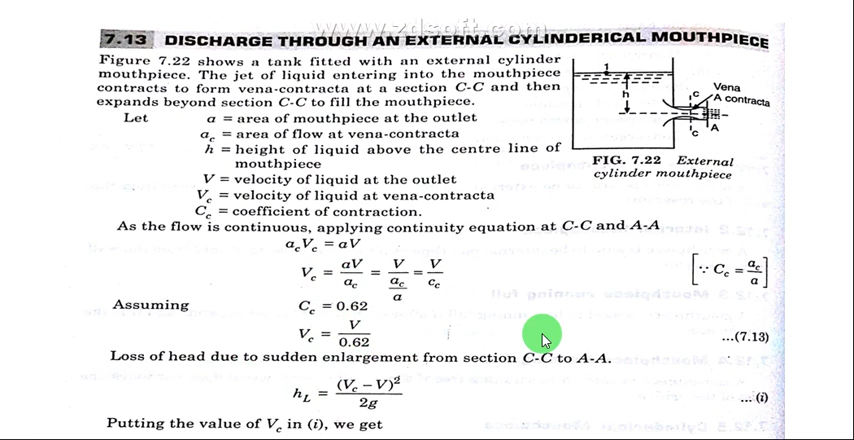 www.zdsoft.com
7.13 DISCHARGE THROUGH AN EXTERNAL CYLINDERICAL MOUTHPIECE
Figure 7.22 shows a tank fitted with an external cylinder
mouthpiece. The jet of liquid entering into the mouthpiece
contracts to form vena-contracta at a section C-C and then
expands beyond section C-C to fill the mouthpiece.
Let a = area of mouthpiece at the outlet
a_c = area of flow at vena-contracta
h = height of liquid above the centre line of
mouthpiece
V = velocity of liquid at the outlet
V_c = velocity of liquid at vena-contracta
C_c = coefficient of contraction.
1
h
C
Vena
A contracta
C
A
FIG. 7.22 External
cylinder mouthpiece
As the flow is continuous, applying continuity equation at C-C and A-A
a_cV_c = aV
V_c = aV/a_c = V/(a_c/a) = V/c_c [∵ C_c = a_c/a]
Assuming C_c = 0.62
V_c = V/0.62 ...(7.13)
Loss of head due to sudden enlargement from section C-C to A-A.
h_L = (V_c – V)²/2g ... (i)
Putting the value of V_c in (i), we get